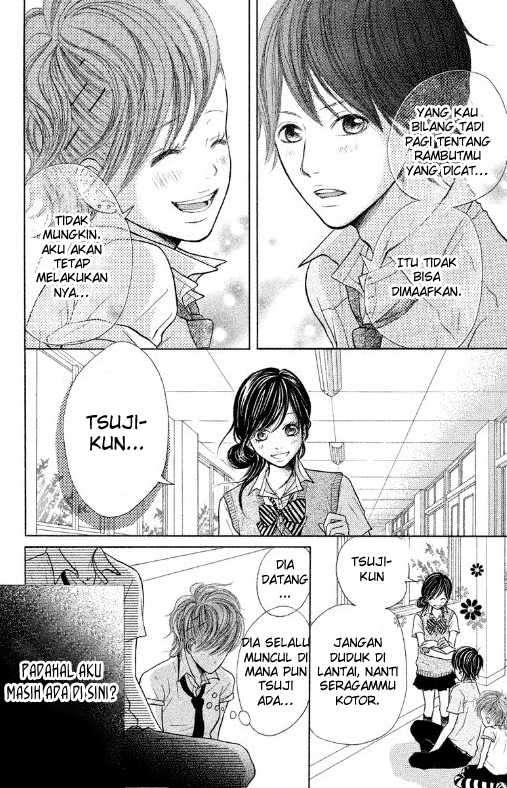 YANG KAU
BILANG TADI
PAGI TENTANG
RAMBUTMU
YANG DICAT...
ITU TIDAK
BISA
DIMAAFKAN.
TIDAK
MUNGKIN.
AKU AKAN
TETAP
MELAKUKAN
NYA...
TSUJI-
KUN...
TSUJI-
KUN
JANGAN
DUDUK DI
LANTAI, NANTI
SERAGAMMU
KOTOR.
DIA
DATANG
...
DIA SELALU
MUNCUL DI
MANA PUN
TSUJI
ADA...
PADAHAL AKU
MASIH ADA DI SINI?